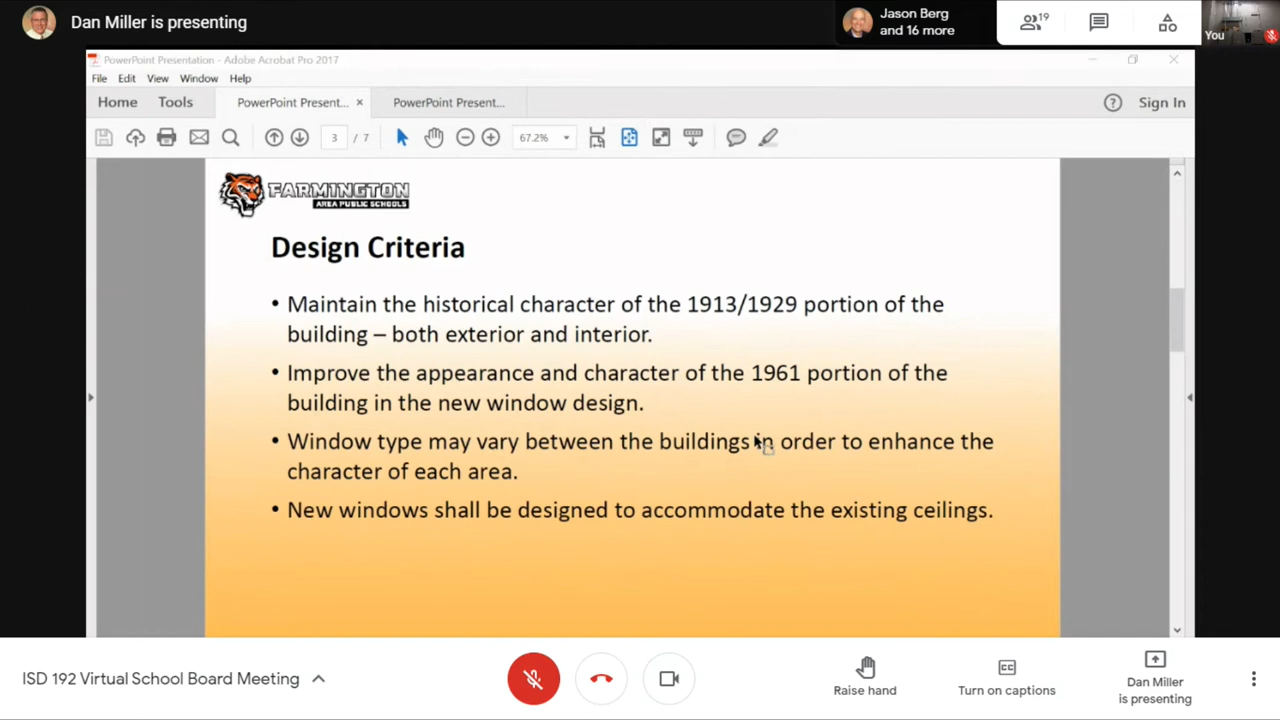 Dan Miller is presenting
Jason Berg
and 16 more
19
You
PowerPoint Presentation - Adobe Acrobat Pro 2017
File Edit View Window Help
Home Tools PowerPoint Present... × PowerPoint Present... Sign In
3 / 7 67.2%
FARMINGTON
AREA PUBLIC SCHOOLS
Design Criteria
• Maintain the historical character of the 1913/1929 portion of the
building – both exterior and interior.
• Improve the appearance and character of the 1961 portion of the
building in the new window design.
• Window type may vary between the buildings in order to enhance the
character of each area.
• New windows shall be designed to accommodate the existing ceilings.
ISD 192 Virtual School Board Meeting
Raise hand
CC
Turn on captions
Dan Miller
is presenting